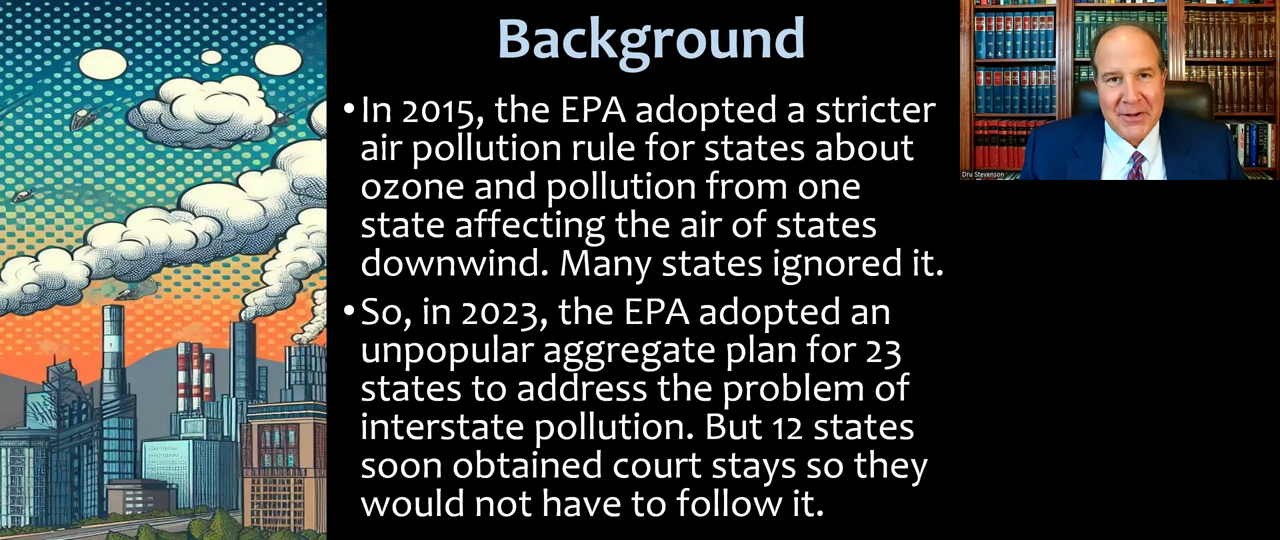 Background
• In 2015, the EPA adopted a stricter
air pollution rule for states about
ozone and pollution from one
state affecting the air of states
downwind. Many states ignored it.
• So, in 2023, the EPA adopted an
unpopular aggregate plan for 23
states to address the problem of
interstate pollution. But 12 states
soon obtained court stays so they
would not have to follow it.
Dru Stevenson